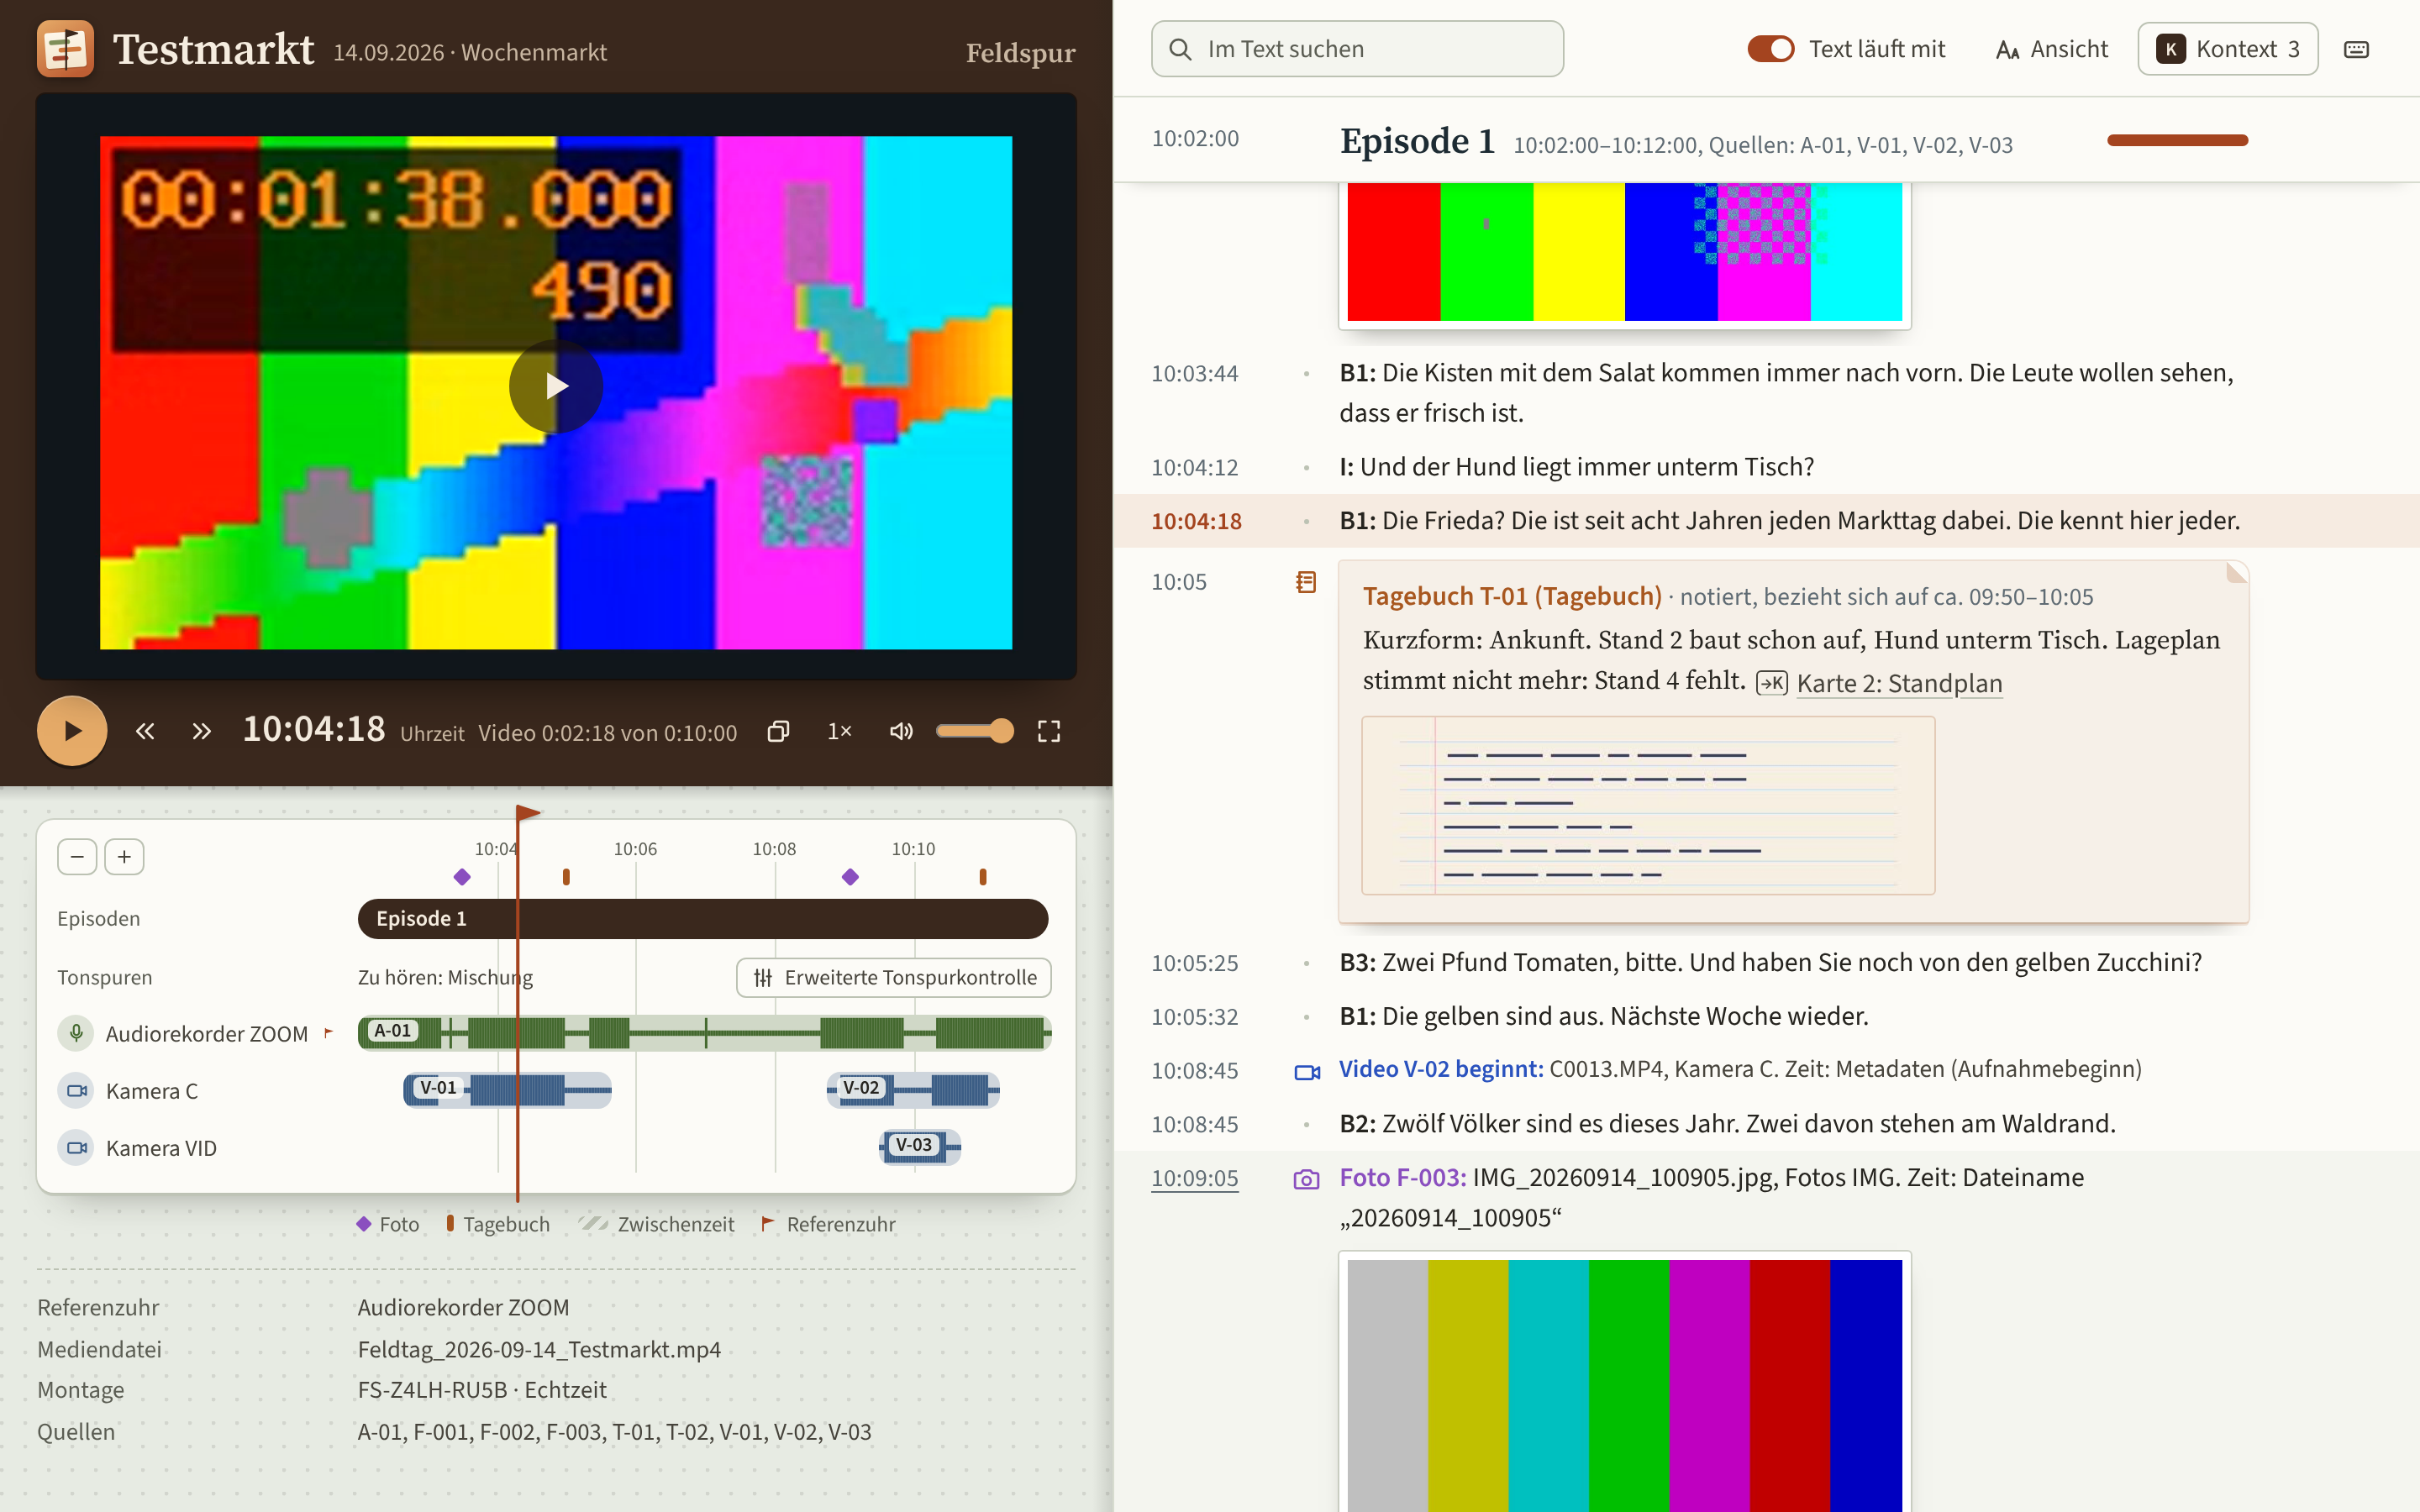 Testmarkt 14.09.2026 · Wochenmarkt
Feldspur
00:01:38.000
490
10:04:18 Uhrzeit Video 0:02:18 von 0:10:00
1×
10:04
10:06
10:08
10:10
Episoden
Episode 1
Tonspuren
Zu hören: Mischung
Erweiterte Tonspurkontrolle
Audiorekorder ZOOM
A-01
Kamera C
V-01
V-02
Kamera VID
V-03
Foto
Tagebuch
Zwischenzeit
Referenzuhr
Referenzuhr Audiorekorder ZOOM
Mediendatei Feldtag_2026-09-14_Testmarkt.mp4
Montage FS-Z4LH-RU5B · Echtzeit
Quellen A-01, F-001, F-002, F-003, T-01, T-02, V-01, V-02, V-03
Im Text suchen
Text läuft mit
AA Ansicht
K Kontext 3
10:02:00 Episode 1 10:02:00–10:12:00, Quellen: A-01, V-01, V-02, V-03
10:03:44 B1: Die Kisten mit dem Salat kommen immer nach vorn. Die Leute wollen sehen,
dass er frisch ist.
10:04:12 I: Und der Hund liegt immer unterm Tisch?
10:04:18 B1: Die Frieda? Die ist seit acht Jahren jeden Markttag dabei. Die kennt hier jeder.
10:05 Tagebuch T-01 (Tagebuch) · notiert, bezieht sich auf ca. 09:50–10:05
Kurzform: Ankunft. Stand 2 baut schon auf, Hund unterm Tisch. Lageplan
stimmt nicht mehr: Stand 4 fehlt. →K Karte 2: Standplan
10:05:25 B3: Zwei Pfund Tomaten, bitte. Und haben Sie noch von den gelben Zucchini?
10:05:32 B1: Die gelben sind aus. Nächste Woche wieder.
10:08:45 Video V-02 beginnt: C0013.MP4, Kamera C. Zeit: Metadaten (Aufnahmebeginn)
10:08:45 B2: Zwölf Völker sind es dieses Jahr. Zwei davon stehen am Waldrand.
10:09:05 Foto F-003: IMG_20260914_100905.jpg, Fotos IMG. Zeit: Dateiname
„20260914_100905“